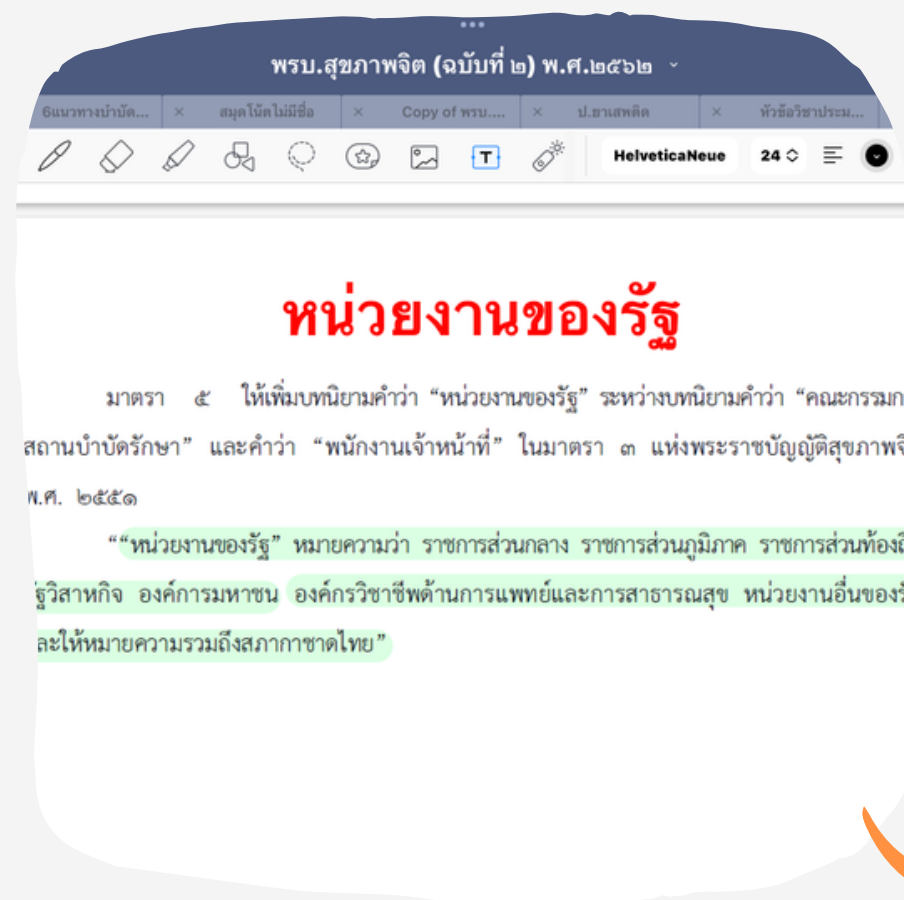 พรบ.สุขภาพจิต (ฉบับที่ ๒) พ.ศ.๒๕๖๒
6แนวทางบำบัด... × สมุดโน้ตไม่มีชื่อ × Copy of พรบ.... × ป.ยาเสพติด × หัวข้อวิชาประม...
T HelveticaNeue 24
หน่วยงานของรัฐ
มาตรา ๕ ให้เพิ่มบทนิยามคำว่า “หน่วยงานของรัฐ” ระหว่างบทนิยามคำว่า “คณะกรรมก
สถานบำบัดรักษา” และคำว่า “พนักงานเจ้าหน้าที่” ในมาตรา ๓ แห่งพระราชบัญญัติสุขภาพจิ
พ.ศ. ๒๕๕๑
““หน่วยงานของรัฐ” หมายความว่า ราชการส่วนกลาง ราชการส่วนภูมิภาค ราชการส่วนท้องถิ
รัฐวิสาหกิจ องค์การมหาชน องค์กรวิชาชีพด้านการแพทย์และการสาธารณสุข หน่วยงานอื่นของรั
และให้หมายความรวมถึงสภากาชาดไทย”